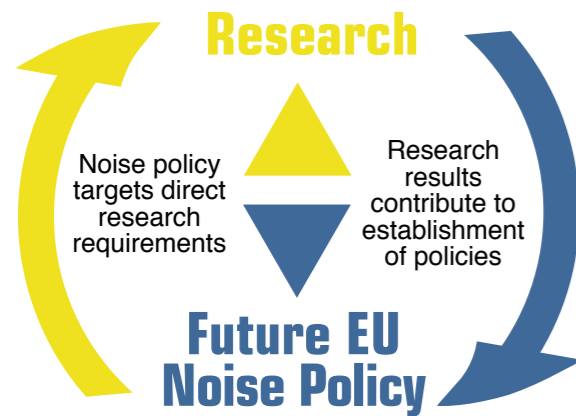 Research
Noise policy
targets direct
research
requirements
Research
results
contribute to
establishment
of policies
Future EU
Noise Policy